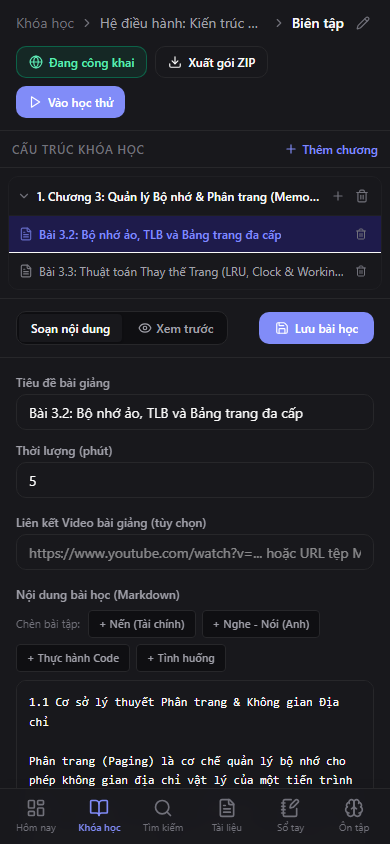 Khóa học > Hệ điều hành: Kiến trúc ... > Biên tập
Đang công khai
Xuất gói ZIP
Vào học thử
CẤU TRÚC KHÓA HỌC
+ Thêm chương
1. Chương 3: Quản lý Bộ nhớ & Phân trang (Memo...
Bài 3.2: Bộ nhớ ảo, TLB và Bảng trang đa cấp
Bài 3.3: Thuật toán Thay thế Trang (LRU, Clock & Workin...
Soạn nội dung
Xem trước
Lưu bài học
Tiêu đề bài giảng
Bài 3.2: Bộ nhớ ảo, TLB và Bảng trang đa cấp
Thời lượng (phút)
5
Liên kết Video bài giảng (tùy chọn)
https://www.youtube.com/watch?v=... hoặc URL tệp M
Nội dung bài học (Markdown)
Chèn bài tập:
+ Nến (Tài chính)
+ Nghe - Nói (Anh)
+ Thực hành Code
+ Tình huống
1.1 Cơ sở lý thuyết Phân trang & Không gian Địa
chỉ
Phân trang (Paging) là cơ chế quản lý bộ nhớ cho
phép không gian địa chỉ vật lý của một tiến trình
Hôm nay
Khóa học
Tìm kiếm
Tài liệu
Sổ tay
Ôn tập